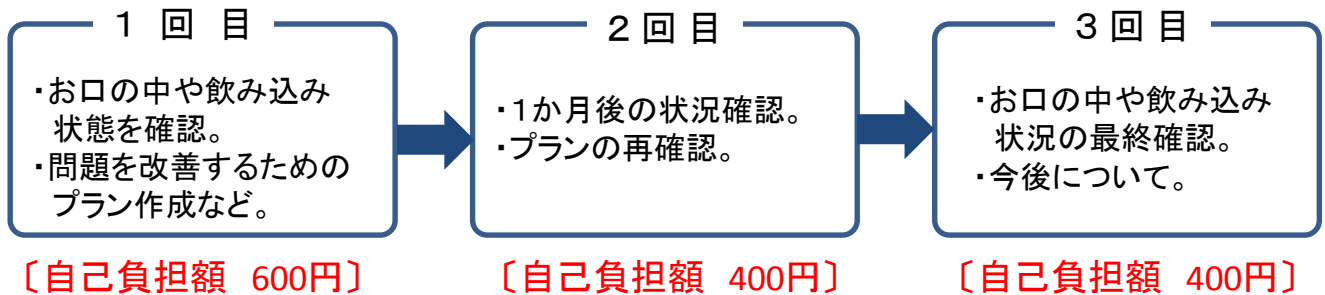 1 回 目
・お口の中や飲み込み
状態を確認。
・問題を改善するための
プラン作成など。
〔自己負担額 600円〕
2回目
・1か月後の状況確認。
・プランの再確認。
〔自己負担額 400円〕
3回目
・お口の中や飲み込み
状況の最終確認。
・今後について。
〔自己負担額 400円〕